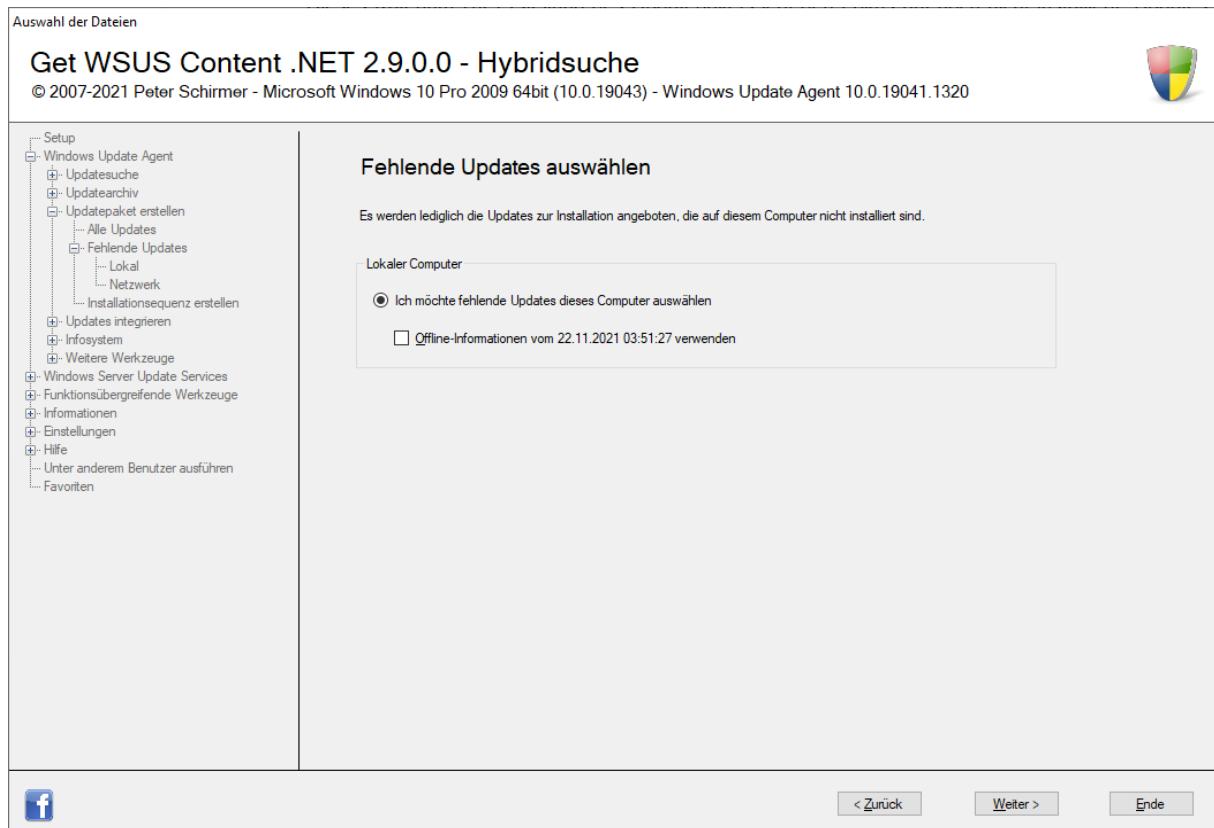 Auswahl der Dateien
Get WSUS Content .NET 2.9.0.0 - Hybridsuche
© 2007-2021 Peter Schirmer - Microsoft Windows 10 Pro 2009 64bit (10.0.19043) - Windows Update Agent 10.0.19041.1320
Setup
Windows Update Agent
Updatesuche
Updatearchiv
Updatepaket erstellen
Alle Updates
Fehlende Updates
Lokal
Netzwerk
Installationsequenz erstellen
Updates integrieren
Infosystem
Weitere Werkzeuge
Windows Server Update Services
Funktionsübergreifende Werkzeuge
Informationen
Einstellungen
Hilfe
Unter anderem Benutzer ausführen
Favoriten
Fehlende Updates auswählen
Es werden lediglich die Updates zur Installation angeboten, die auf diesem Computer nicht installiert sind.
Lokaler Computer
Ich möchte fehlende Updates dieses Computer auswählen
Offline-Informationen vom 22.11.2021 03:51:27 verwenden
< Zurück
Weiter >
Ende